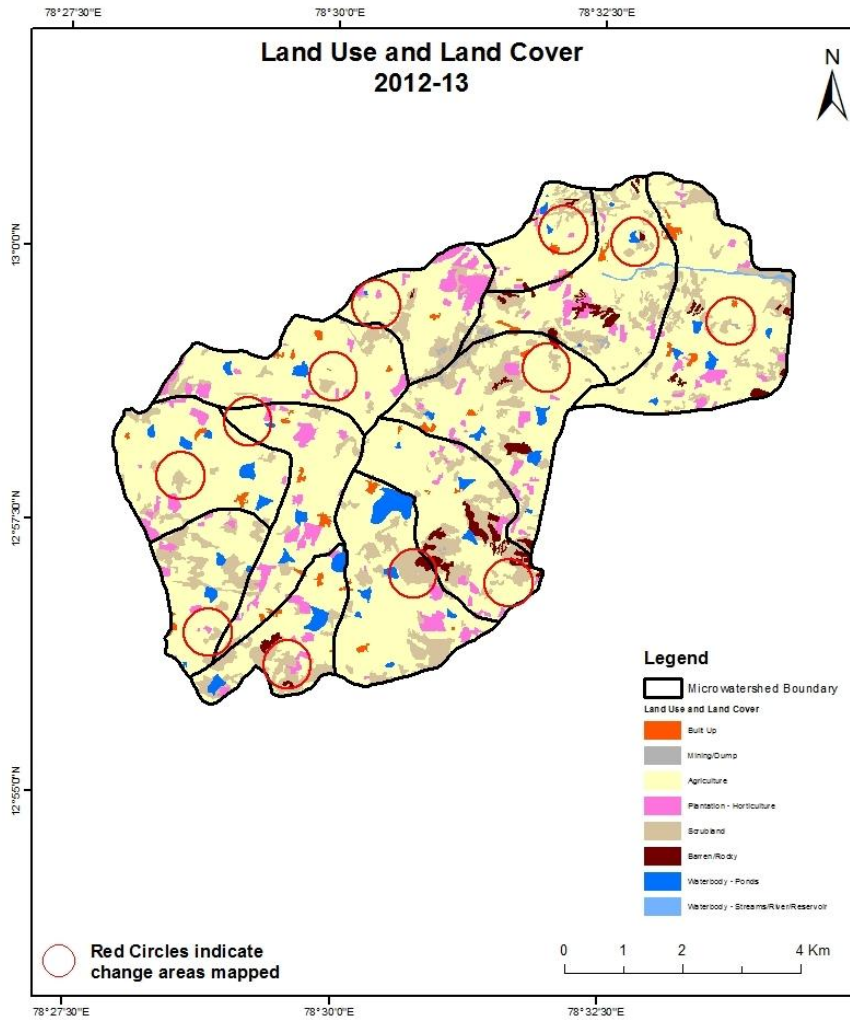 78°27'30"E 78°30'0"E 78°32'30"E
Land Use and Land Cover
2012-13
N
13°0'0"N
12°57'30"N
12°55'0"N
Legend
Microwatershed Boundary
Land Use and Land Cover
Built Up
Mining/Dump
Agriculture
Plantation - Horticulture
Scrubland
Barren/Rocky
Waterbody - Ponds
Waterbody - Streams/River/Reservoir
Red Circles indicate
change areas mapped
0 1 2 4 Km
78°27'30"E 78°30'0"E 78°32'30"E